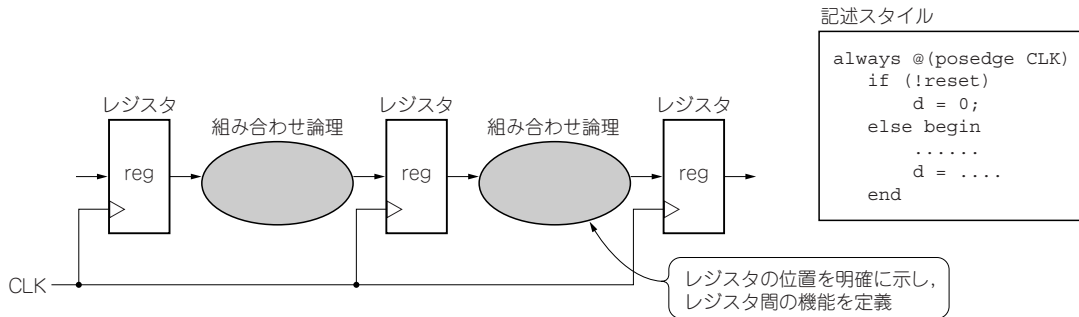 記述スタイル
always @(posedge CLK)
if (!reset)
d = 0;
else begin
......
d = ....
end
レジスタ
組み合わせ論理
レジスタ
組み合わせ論理
レジスタ
reg
reg
reg
CLK
レジスタの位置を明確に示し，
レジスタ間の機能を定義